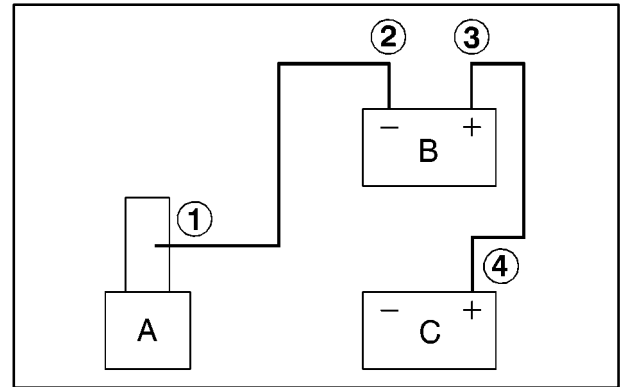 ② ③
− +
B
①
④
− +
A C